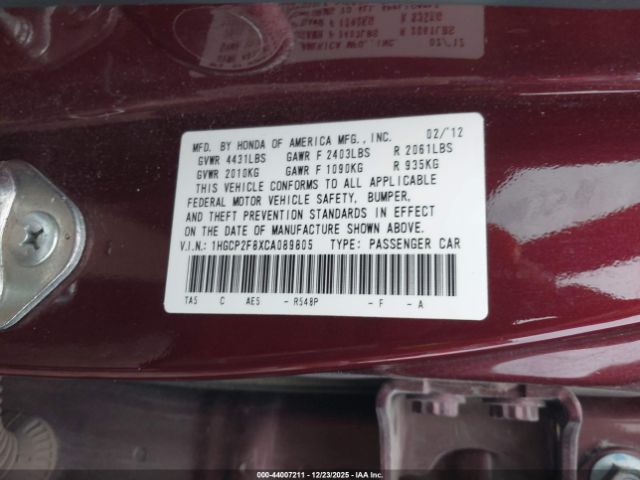 MFD. BY HONDA OF AMERICA MFG., INC. 02/'12
GVWR 4431LBS GAWR F 2403LBS R 2061LBS
GVWR 2010KG GAWR F 1090KG R 935KG
THIS VEHICLE CONFORMS TO ALL APPLICABLE
FEDERAL MOTOR VEHICLE SAFETY, BUMPER,
AND THEFT PREVENTION STANDARDS IN EFFECT
ON THE DATE OF MANUFACTURE SHOWN ABOVE.
V.I.N.: 1HGCP2F8XCA089805 TYPE: PASSENGER CAR
TA5 C AE5 - R548P - F - A
000-44007211 - 12/23/2025 - IAA Inc.